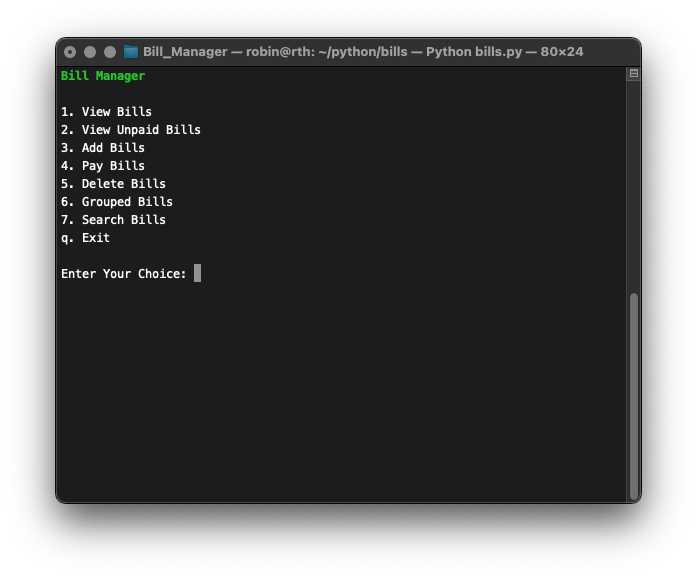 Bill_Manager — robin@rth: ~/python/bills — Python bills.py — 80×24
Bill Manager
1. View Bills
2. View Unpaid Bills
3. Add Bills
4. Pay Bills
5. Delete Bills
6. Grouped Bills
7. Search Bills
q. Exit
Enter Your Choice: